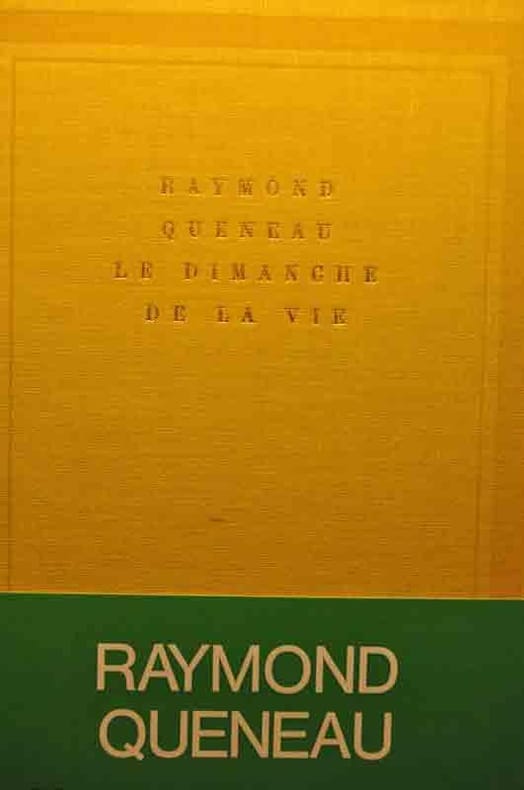 RAYMOND
QUENEAU
LE DIMANCHE
DE LA VIE
RAYMOND
QUENEAU